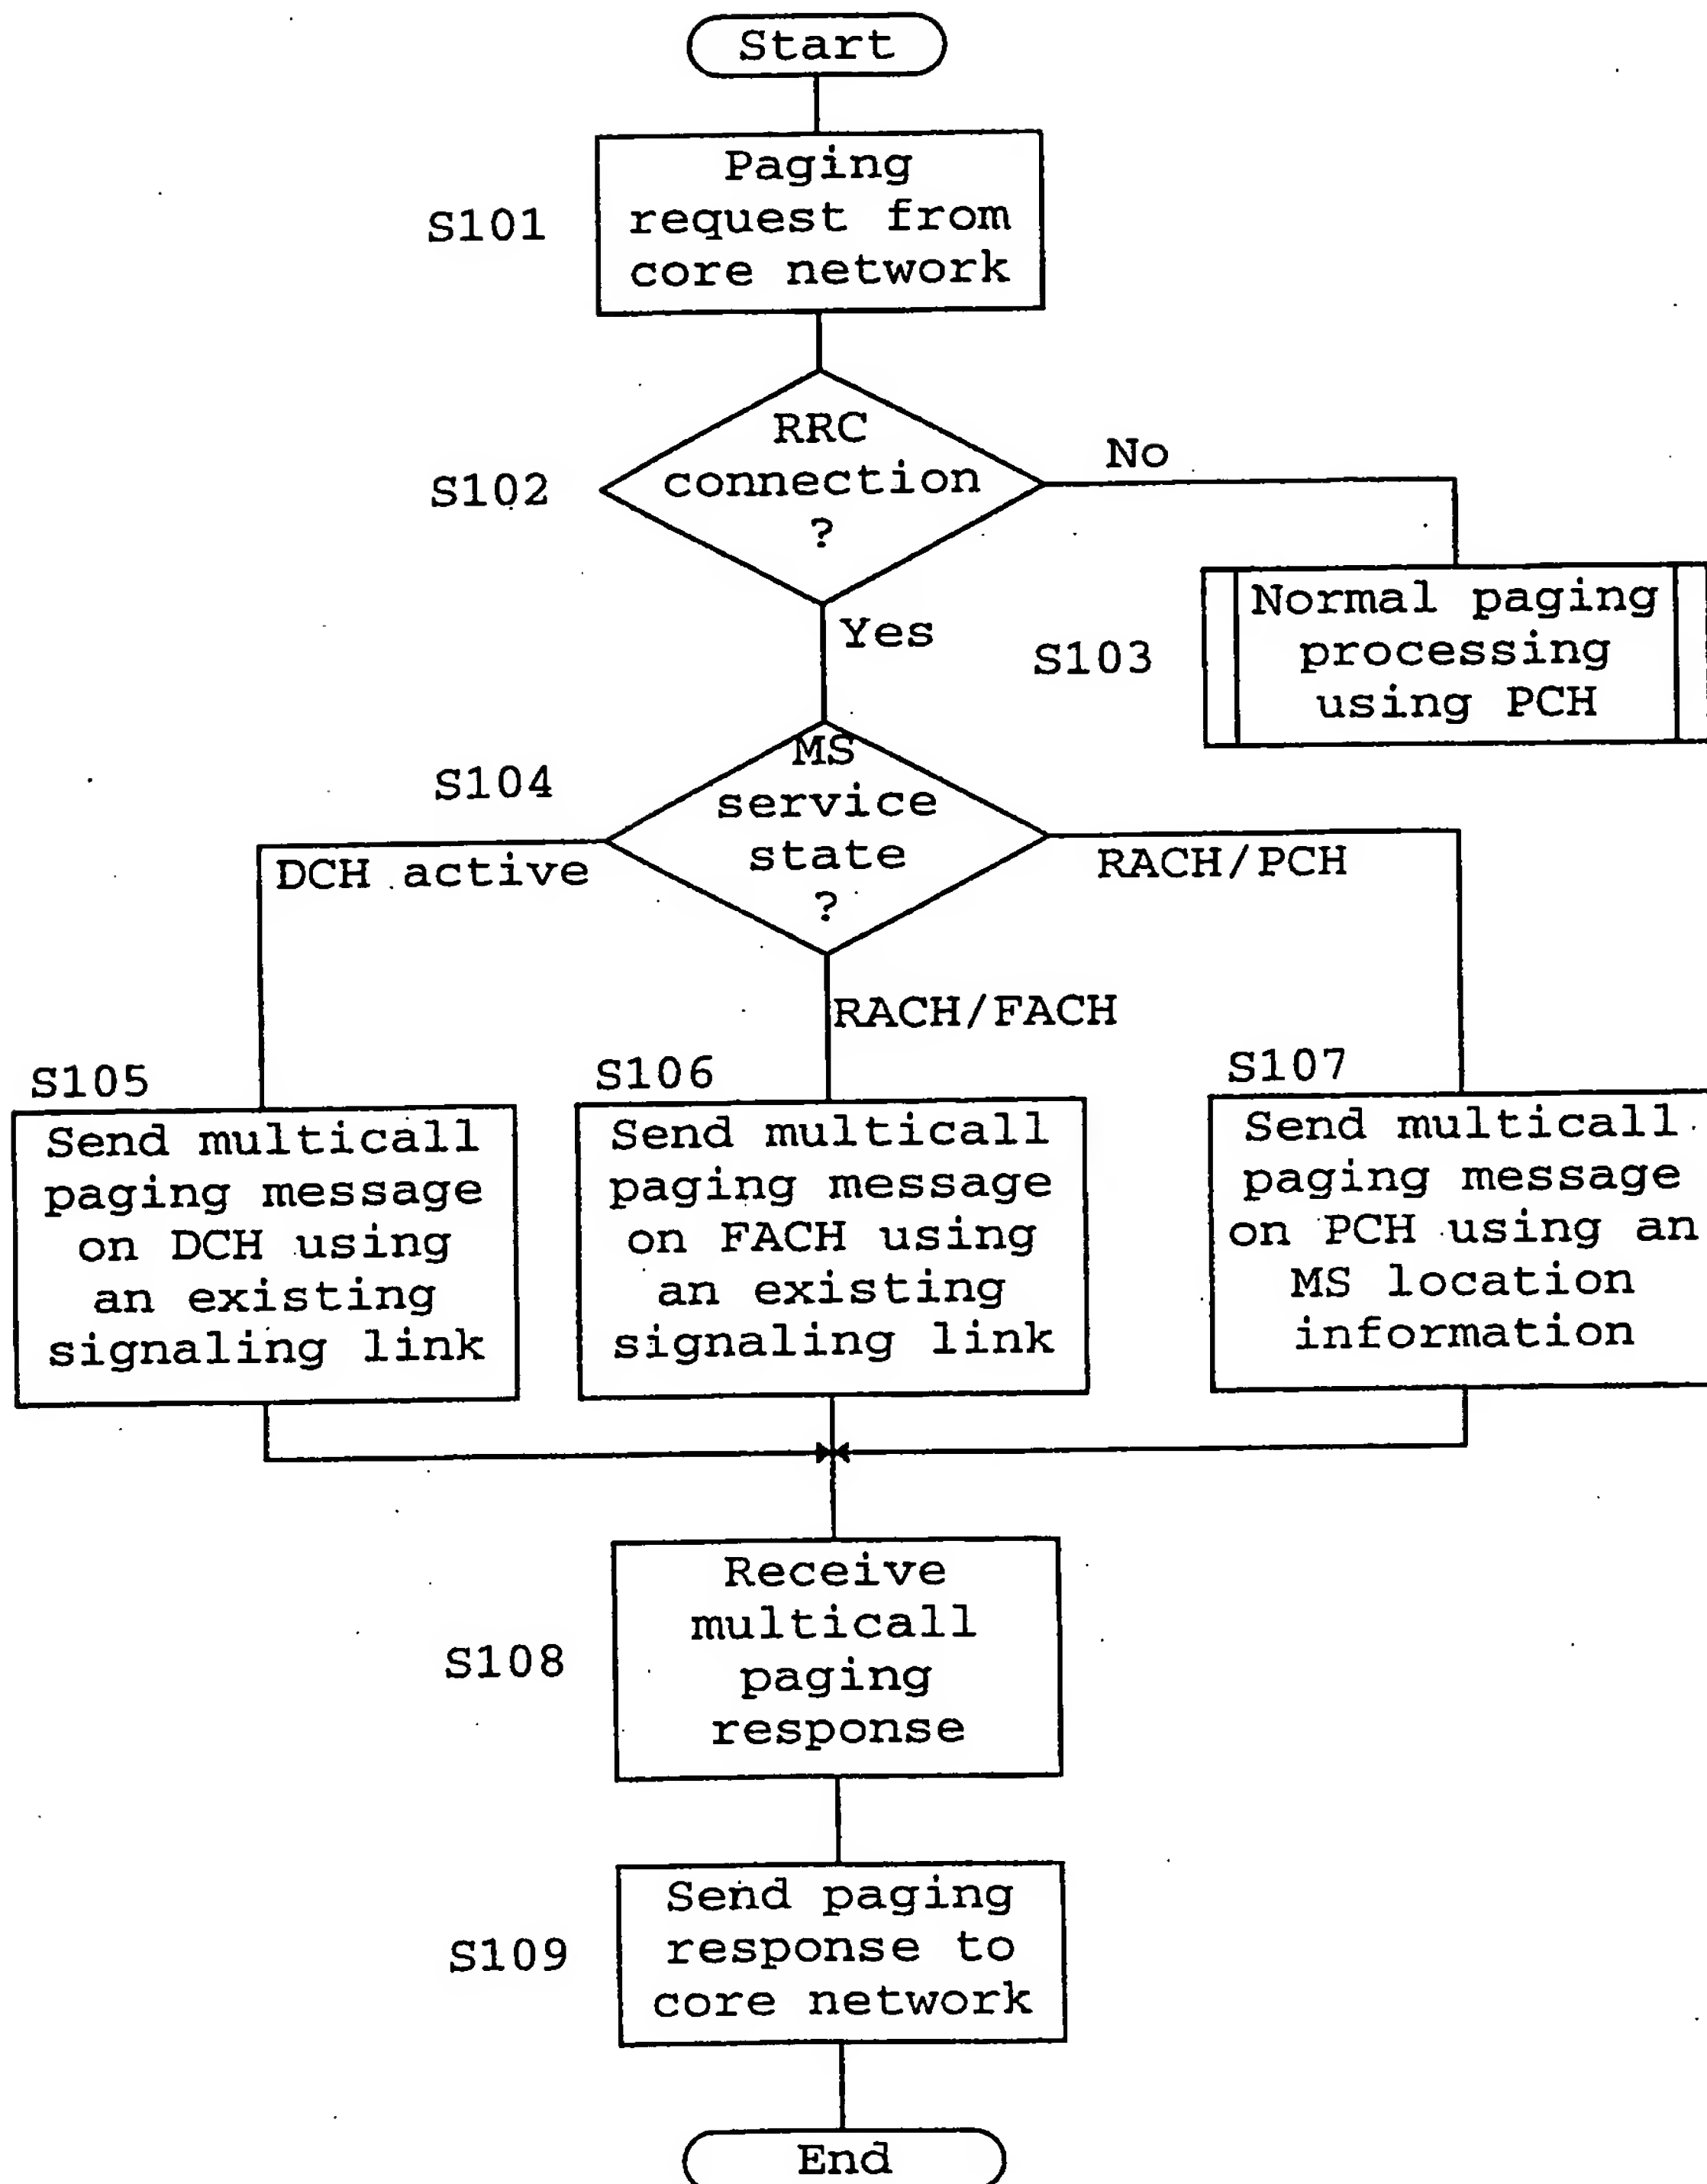 Start
S101
Paging
request from
core network
S102
RRC
connection
?
No
Yes
S103
Normal paging
processing
using PCH
S104
MS
service
state
?
DCH active
RACH/PCH
RACH/FACH
S105
Send multicall
paging message
on DCH using
an existing
signaling link
S106
Send multicall
paging message
on FACH using
an existing
signaling link
S107
Send multicall
paging message
on PCH using an
MS location
information
S108
Receive
multicall
paging
response
S109
Send paging
response to
core network
End